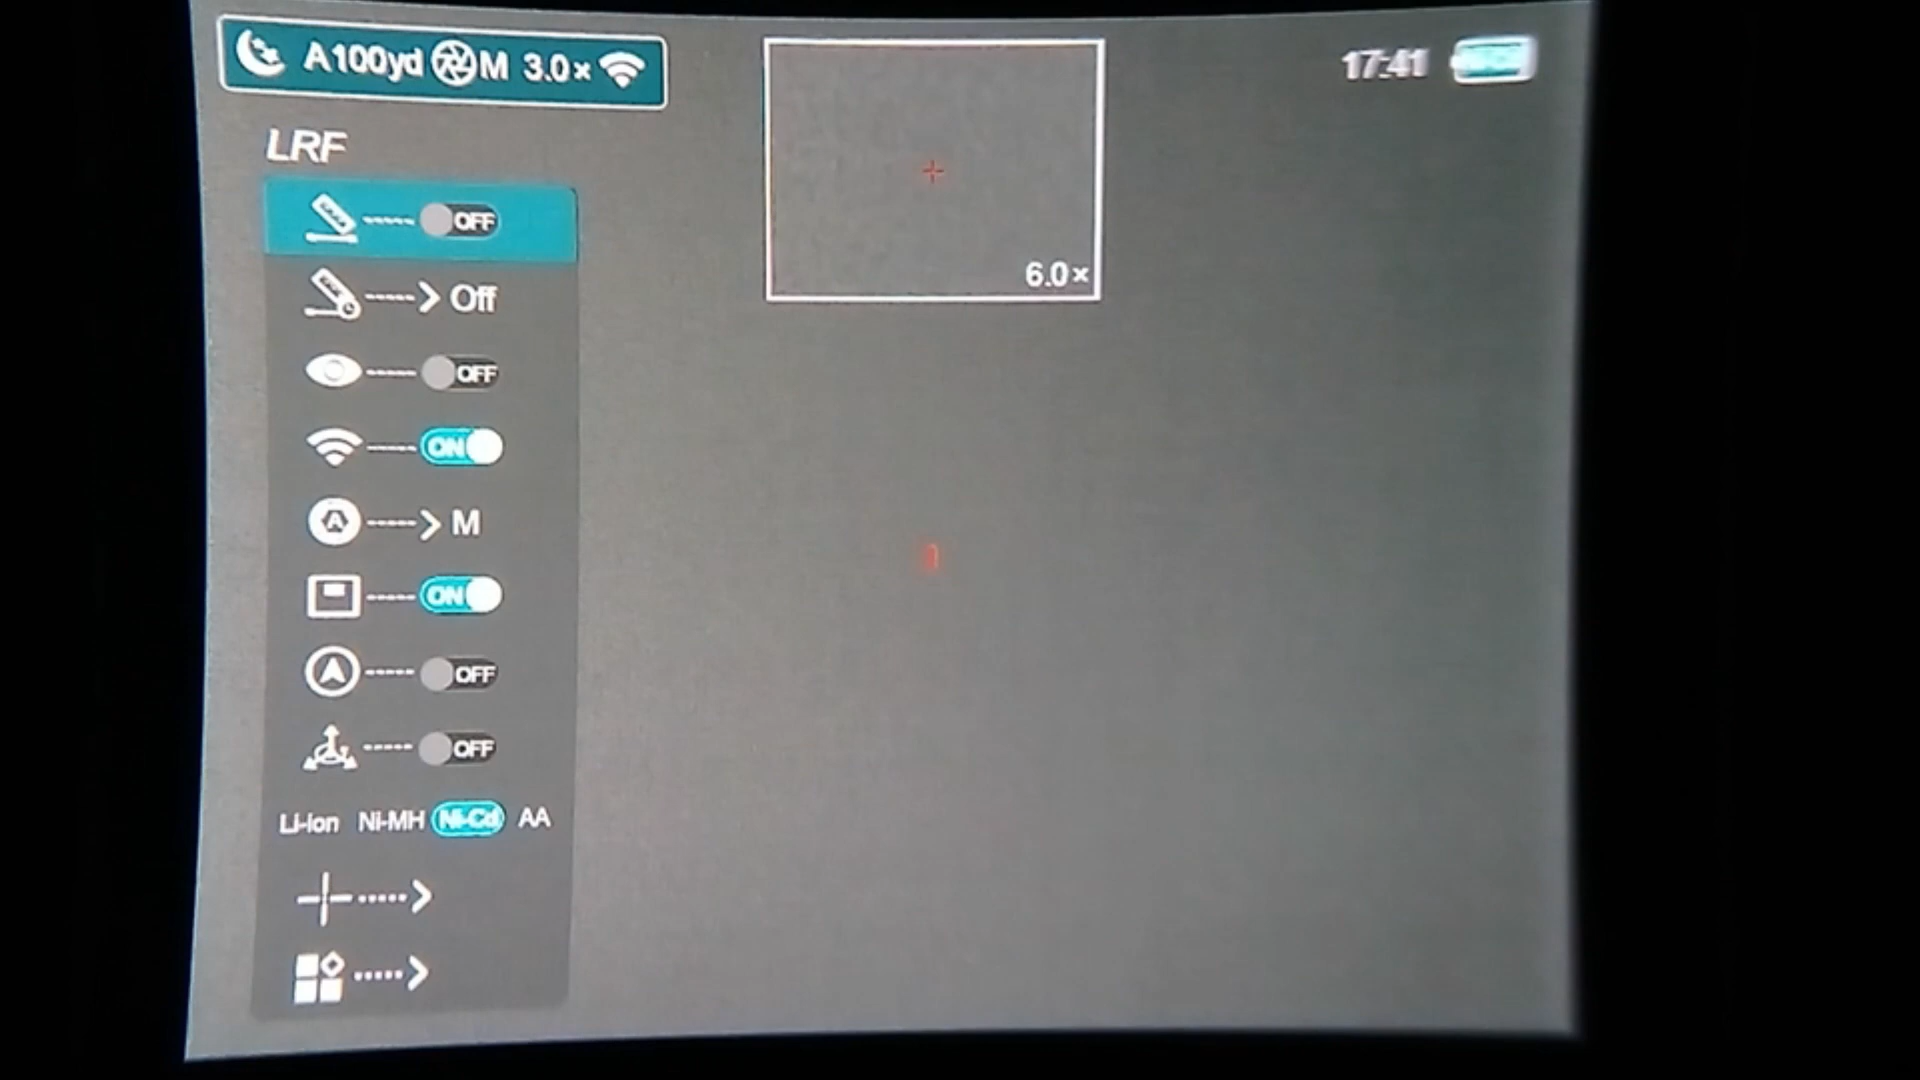 A100yd M 3.0×
17:41
LRF
6.0×
OFF
Off
OFF
ON
A M
ON
OFF
OFF
Li-ion Ni-MH Ni-Cd AA